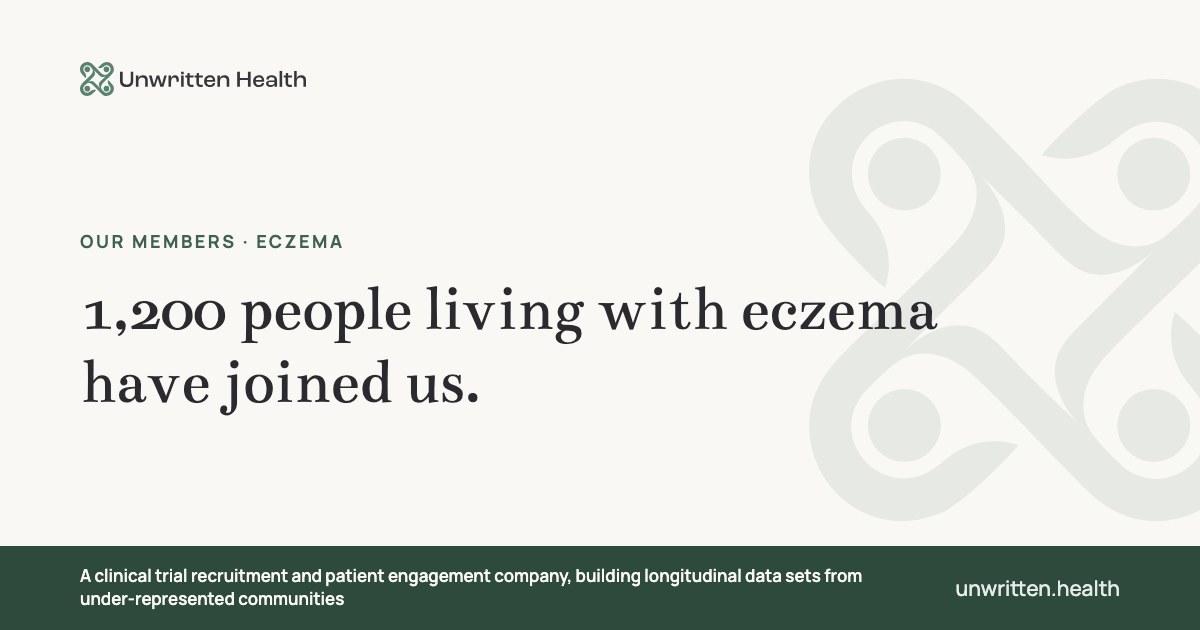 Unwritten Health
OUR MEMBERS · ECZEMA
1,200 people living with eczema
have joined us.
A clinical trial recruitment and patient engagement company, building longitudinal data sets from
under-represented communities
unwritten.health